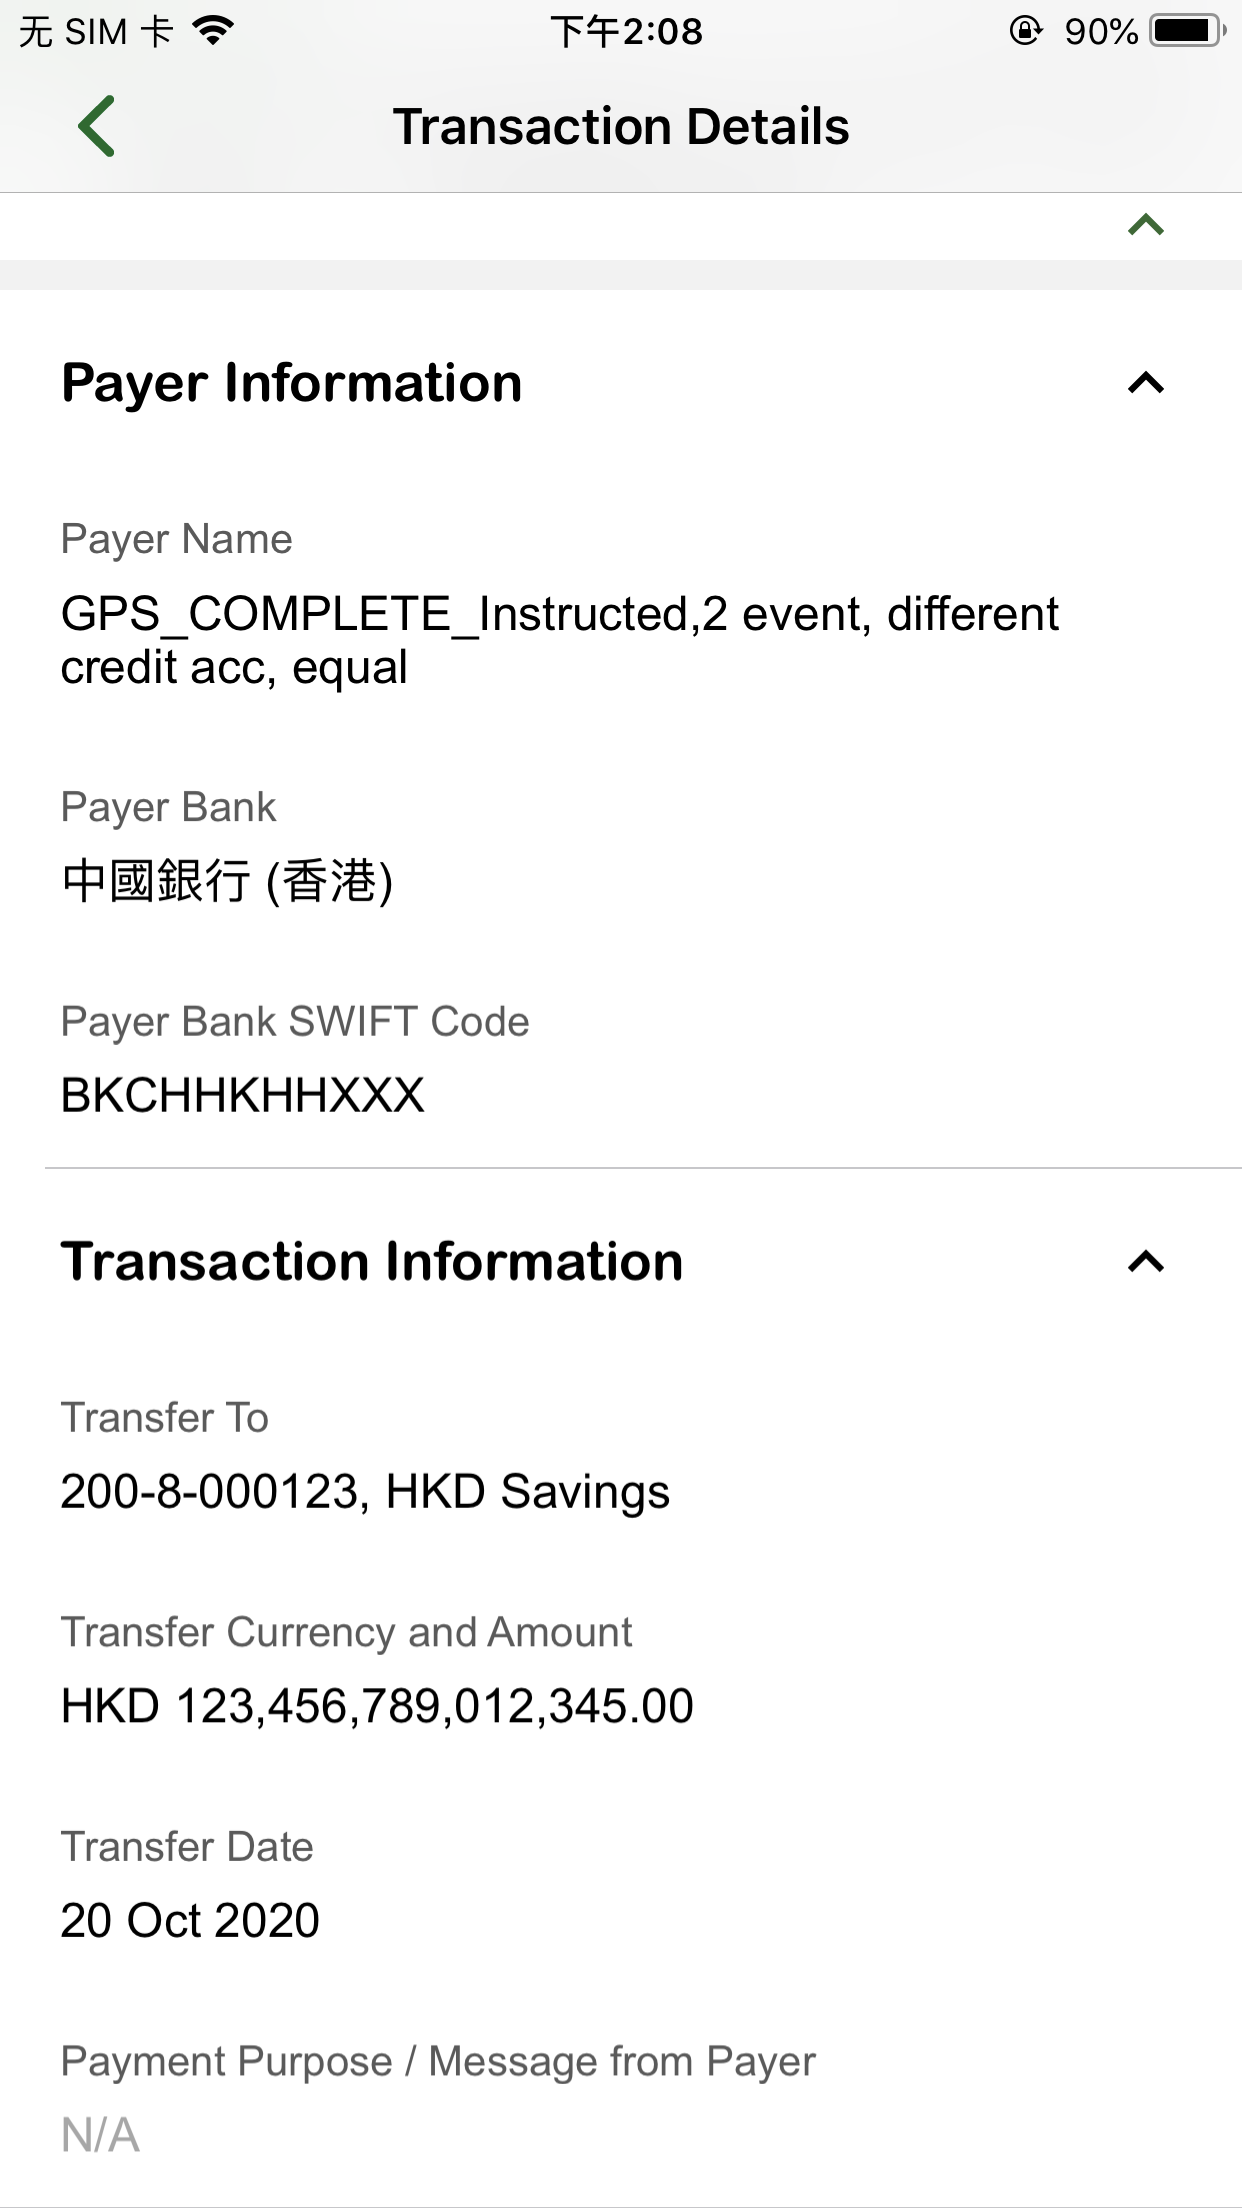 无 SIM 卡
下午2:08
90%
Transaction Details
Payer Information
Payer Name
GPS_COMPLETE_Instructed,2 event, different
credit acc, equal
Payer Bank
中國銀行 (香港)
Payer Bank SWIFT Code
BKCHHKHHXXX
Transaction Information
Transfer To
200-8-000123, HKD Savings
Transfer Currency and Amount
HKD 123,456,789,012,345.00
Transfer Date
20 Oct 2020
Payment Purpose / Message from Payer
N/A